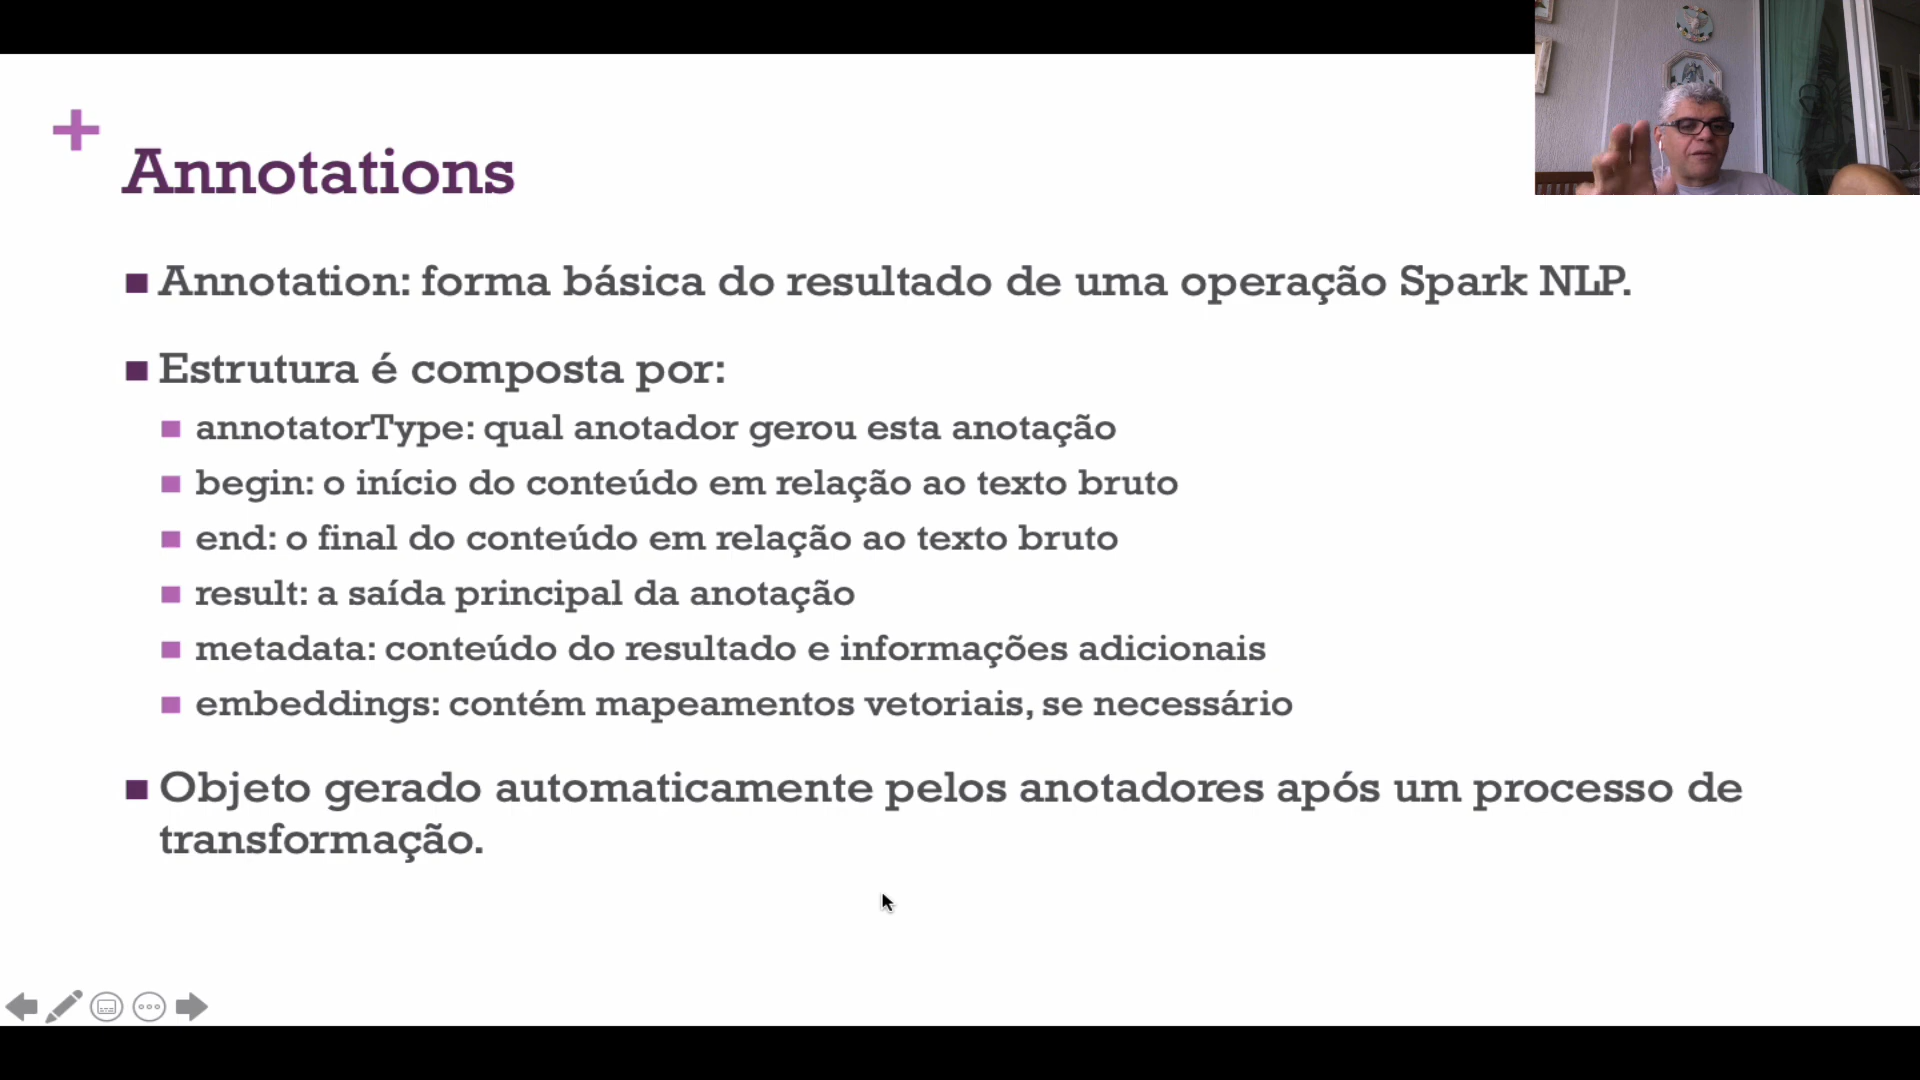 +
Annotations
Annotation: forma básica do resultado de uma operação Spark NLP.
Estrutura é composta por:
annotatorType: qual anotador gerou esta anotação
begin: o início do conteúdo em relação ao texto bruto
end: o final do conteúdo em relação ao texto bruto
result: a saída principal da anotação
metadata: conteúdo do resultado e informações adicionais
embeddings: contém mapeamentos vetoriais, se necessário
Objeto gerado automaticamente pelos anotadores após um processo de
transformação.